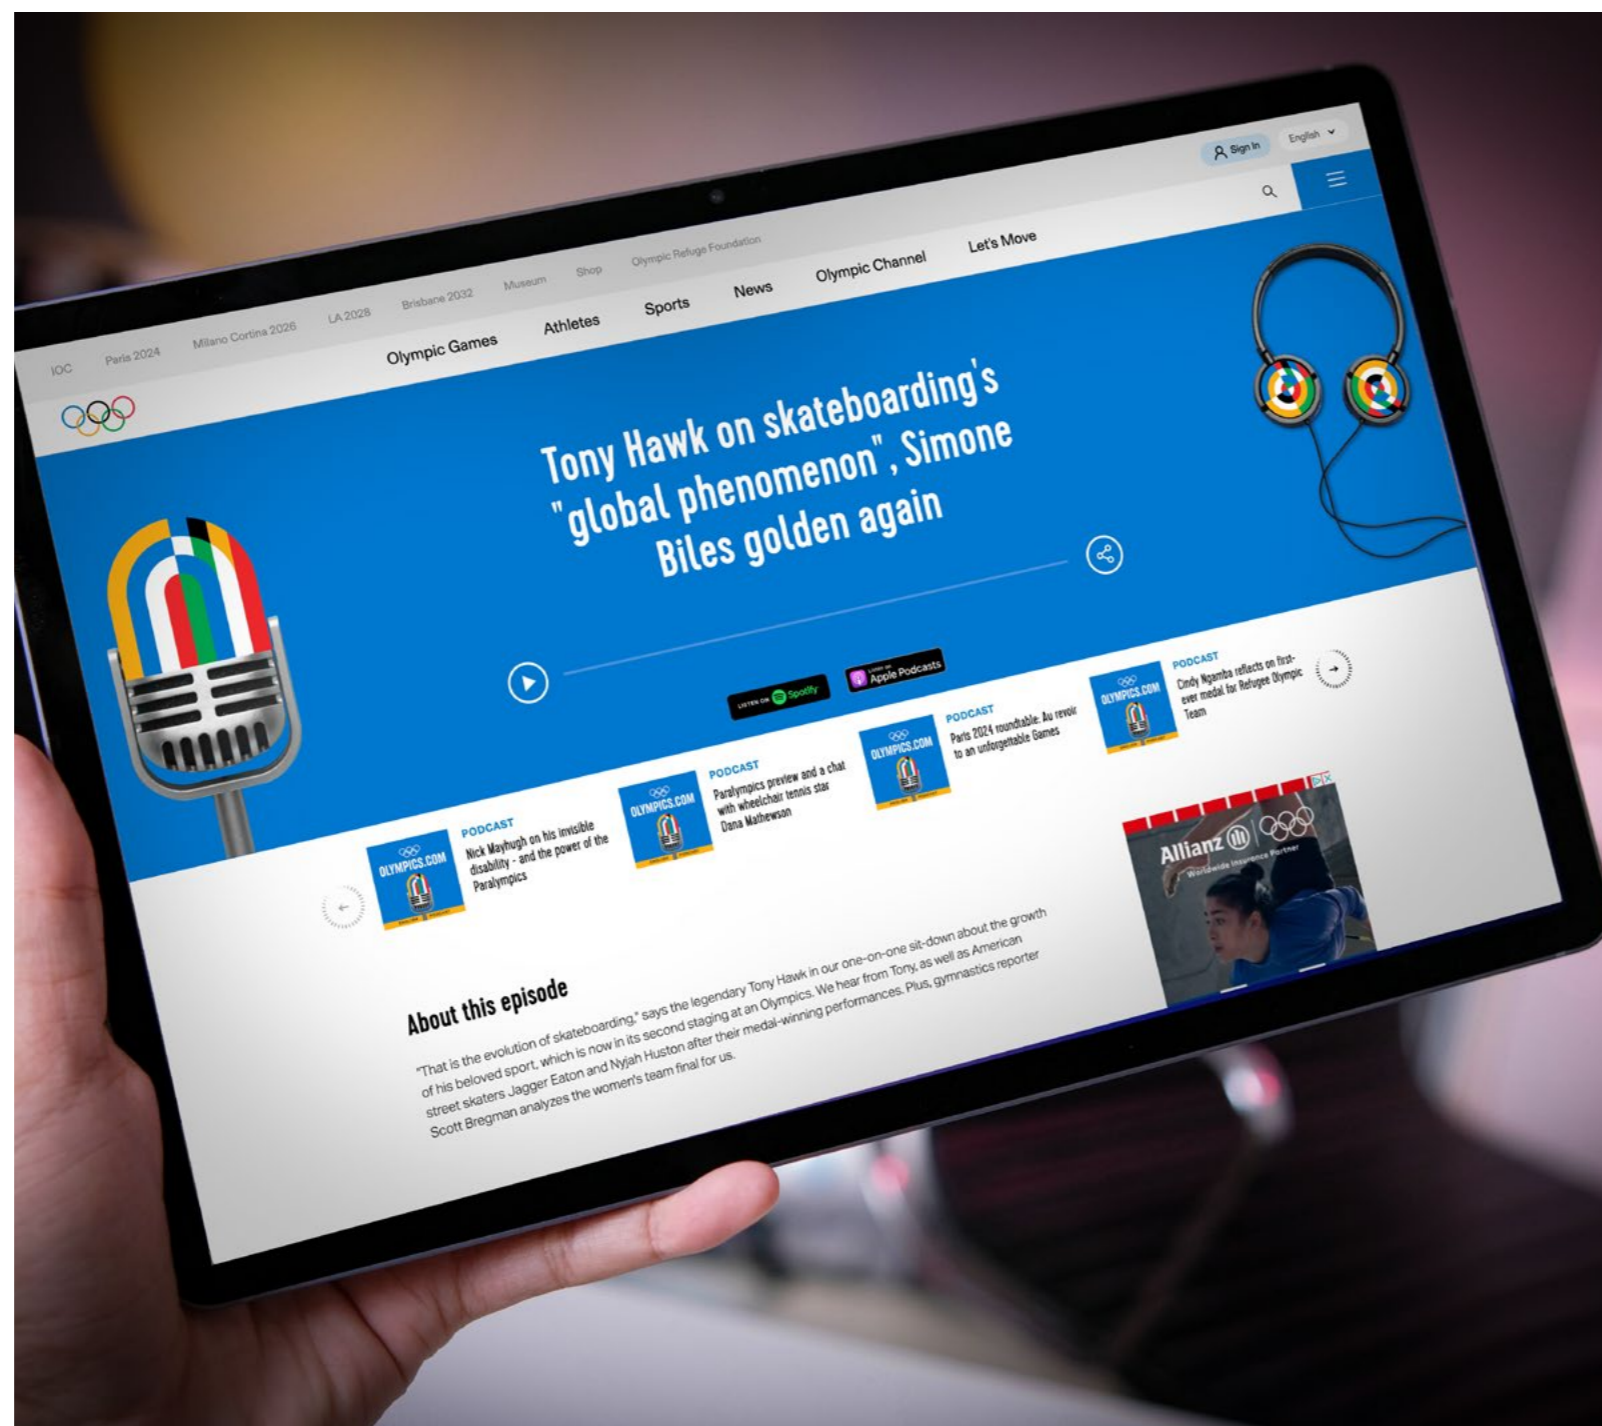 Sign In
English
IOC
Paris 2024
Milano Cortina 2026
LA 2028
Brisbane 2032
Museum
Shop
Olympic Refuge Foundation
Olympic Games
Athletes
Sports
News
Olympic Channel
Let's Move
Tony Hawk on skateboarding's
"global phenomenon", Simone
Biles golden again
LISTEN ON Spotify
LISTEN ON
Apple Podcasts
OLYMPICS.COM
PODCAST
Nick Mayhugh on his invisible
disability - and the power of the
Paralympics
OLYMPICS.COM
PODCAST
Paralympics preview and a chat
with wheelchair tennis star
Dana Mathewson
OLYMPICS.COM
PODCAST
Paris 2024 roundtable: Au revoir
to an unforgettable Games
OLYMPICS.COM
PODCAST
Cindy Ngamba reflects on first-
ever medal for Refugee Olympic
Team
Allianz
Worldwide Insurance Partner
About this episode
"That is the evolution of skateboarding," says the legendary Tony Hawk in our one-on-one sit-down about the growth
of his beloved sport, which is now in its second staging at an Olympics. We hear from Tony, as well as American
street skaters Jagger Eaton and Nyjah Huston after their medal-winning performances. Plus, gymnastics reporter
Scott Bregman analyzes the women's team final for us.